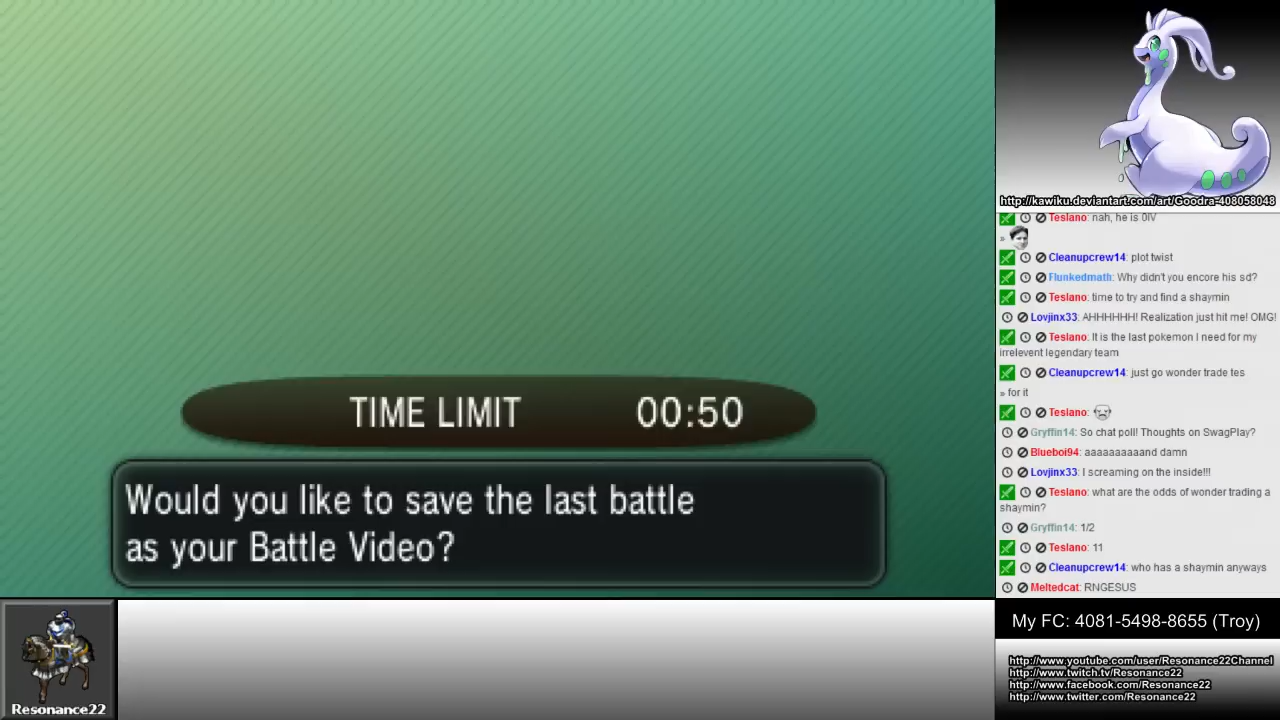 TIME LIMIT 00:50
Would you like to save the last battle
as your Battle Video?
http://kawiku.deviantart.com/art/Goodra-408058048
Teslano: nah, he is 0IV
»
Cleanupcrew14: plot twist
Flunkedmath: Why didn't you encore his sd?
Teslano: time to try and find a shaymin
Lovjinx33: AHHHHHH! Realization just hit me! OMG!
Teslano: It is the last pokemon I need for my
irrelevent legendary team
Cleanupcrew14: just go wonder trade tes
» for it
Teslano:
Gryffin14: So chat poll! Thoughts on SwagPlay?
Blueboi94: aaaaaaaaaand damn
Lovjinx33: I screaming on the inside!!!
Teslano: what are the odds of wonder trading a
shaymin?
Gryffin14: 1/2
Teslano: 11
Cleanupcrew14: who has a shaymin anyways
Meltedcat: RNGESUS
My FC: 4081-5498-8655 (Troy)
http://www.youtube.com/user/Resonance22Channel
http://www.twitch.tv/Resonance22
http://www.facebook.com/Resonance22
http://www.twitter.com/Resonance22
Resonance22